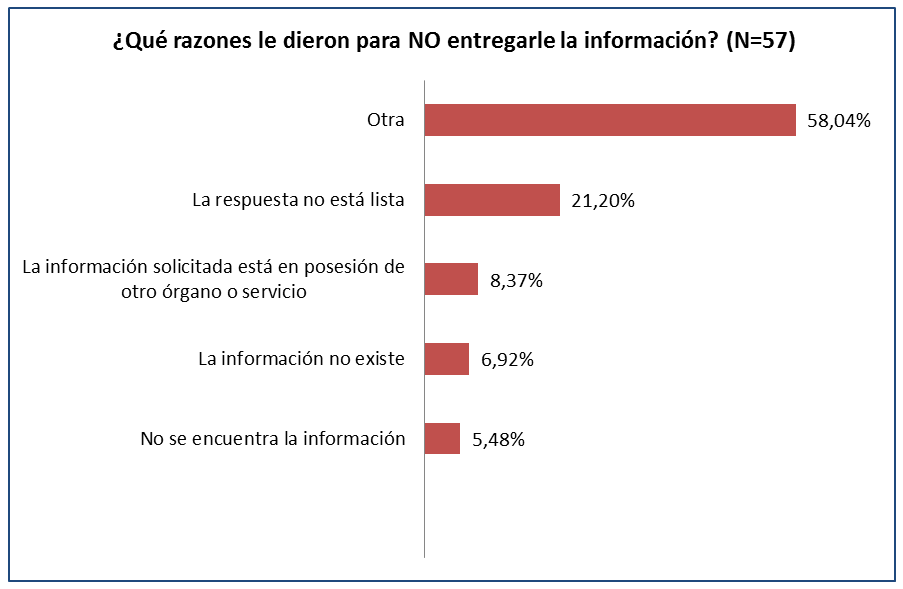 ¿Qué razones le dieron para NO entregarle la información? (N=57)
Otra
58,04%
La respuesta no está lista
21,20%
La información solicitada está en posesión de
otro órgano o servicio
8,37%
La información no existe
6,92%
No se encuentra la información
5,48%